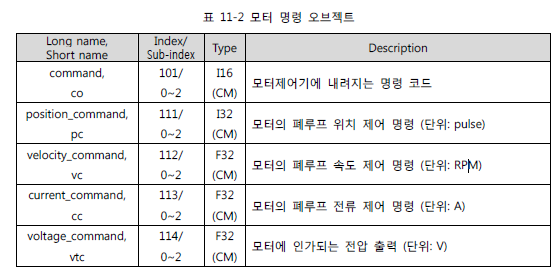 표 11-2 모터 명령 오브젝트
Long name, Index/ Type Description
Short name Sub-index
command, 101/ I16 모터제어기에 내려지는 명령 코드
co 0~2 (CM)
position_command, 111/ I32 모터의 폐루프 위치 제어 명령 (단위: pulse)
pc 0~2 (CM)
velocity_command, 112/ F32 모터의 폐루프 속도 제어 명령 (단위: RPM)
vc 0~2 (CM)
current_command, 113/ F32 모터의 폐루프 전류 제어 명령 (단위: A)
cc 0~2 (CM)
voltage_command, 114/ F32 모터에 인가되는 전압 출력 (단위: V)
vtc 0~2 (CM)